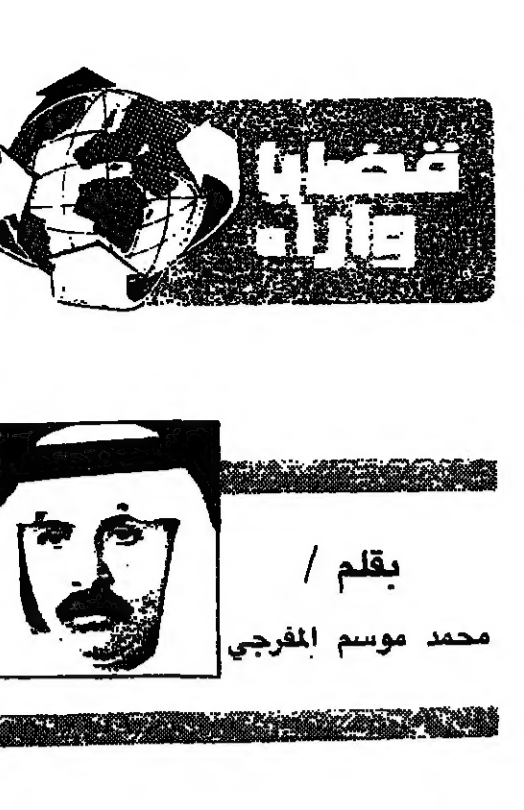 قضايا
وآراء
بقلم /
محمد موسم المفرجي